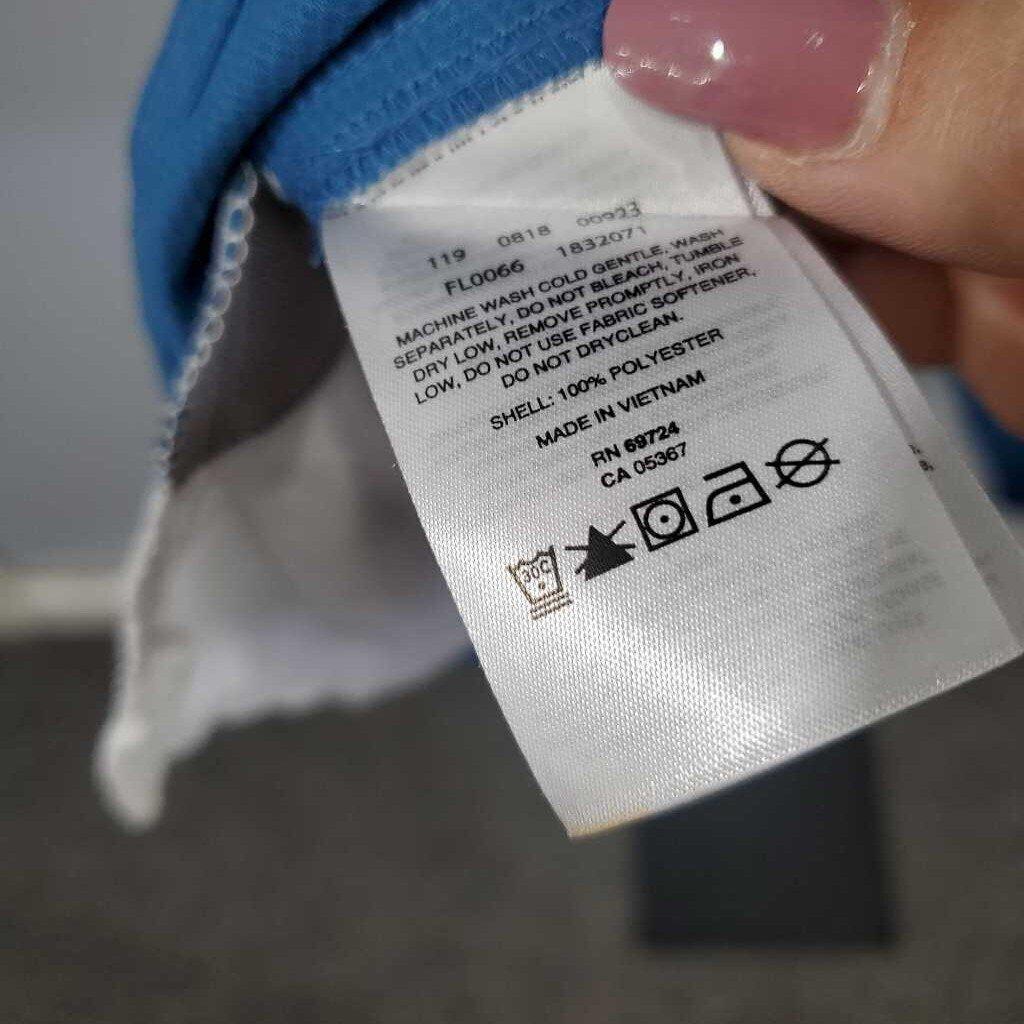 119 0818 00923
FL0066 1832071
MACHINE WASH COLD GENTLE, WASH
SEPARATELY, DO NOT BLEACH, TUMBLE
DRY LOW, REMOVE PROMPTLY, IRON
LOW, DO NOT USE FABRIC SOFTENER,
DO NOT DRYCLEAN.
SHELL: 100% POLYESTER
MADE IN VIETNAM
RN 69724
CA 05367
30C